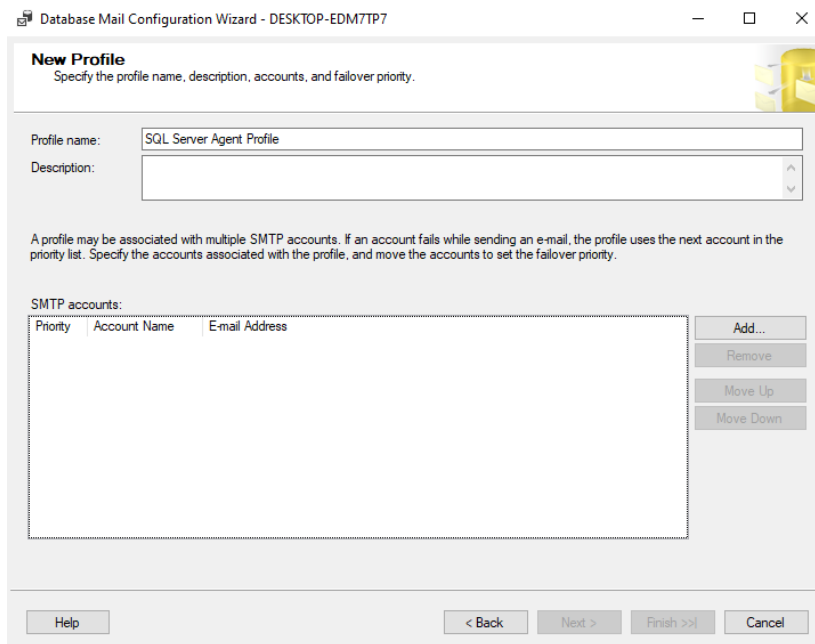 Database Mail Configuration Wizard - DESKTOP-EDM7TP7
New Profile
Specify the profile name, description, accounts, and failover priority.
Profile name:
SQL Server Agent Profile
Description:
A profile may be associated with multiple SMTP accounts. If an account fails while sending an e-mail, the profile uses the next account in the
priority list. Specify the accounts associated with the profile, and move the accounts to set the failover priority.
SMTP accounts:
Priority Account Name E-mail Address
Add...
Remove
Move Up
Move Down
Help < Back Next > Finish >>| Cancel